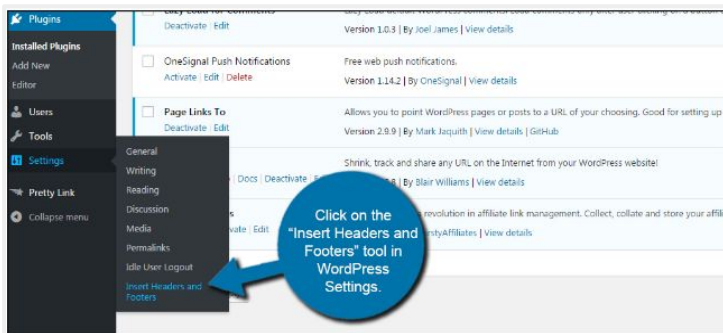 Plugins
Installed Plugins
Add New
Editor
Users
Tools
Settings
Pretty Link
Collapse menu
General
Writing
Reading
Discussion
Media
Permalinks
Idle User Logout
Insert Headers and
Footers
Lazy Load for Comments
Deactivate | Edit
Version 1.0.3 | By Joel James | View details
OneSignal Push Notifications
Free web push notifications.
Activate | Edit | Delete
Version 1.14.2 | By OneSignal | View details
Page Links To
Allows you to point WordPress pages or posts to a URL of your choosing. Good for setting up
Deactivate | Edit
Version 2.9.9 | By Mark Jaquith | View details | GitHub
Shrink, track and share any URL on the Internet from your WordPress website!
Docs | Deactivate
By Blair Williams | View details
revolution in affiliate link management. Collect, collate and store your
Edit
View details
Click on the
"Insert Headers and
Footers" tool in
WordPress
Settings.